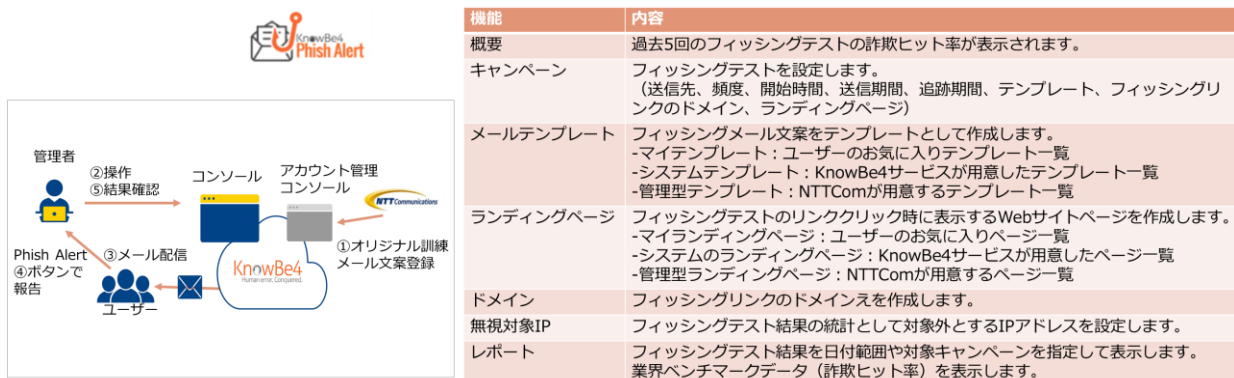 KnowBe4
Phish Alert
管理者
②操作
⑤結果確認
コンソール
アカウント管理
コンソール
NTT Communications
①オリジナル訓練
メール文案登録
Phish Alert
④ボタンで
報告
③メール配信
ユーザー
KnowBe4
Human error. Conquered.
機能 内容
概要 過去5回のフィッシングテストの詐欺ヒット率が表示されます。
キャンペーン フィッシングテストを設定します。
（送信先、頻度、開始時間、送信期間、追跡期間、テンプレート、フィッシングリ
ンクのドメイン、ランディングページ）
メールテンプレート フィッシングメール文案をテンプレートとして作成します。
-マイテンプレート：ユーザーのお気に入りテンプレート一覧
-システムテンプレート：KnowBe4サービスが用意したテンプレート一覧
-管理型テンプレート：NTTComが用意するテンプレート一覧
ランディングページ フィッシングテストのリンククリック時に表示するWebサイトページを作成します。
-マイランディングページ：ユーザーのお気に入りページ一覧
-システムのランディングページ：KnowBe4サービスが用意したページ一覧
-管理型ランディングページ：NTTComが用意するページ一覧
ドメイン フィッシングリンクのドメインえを作成します。
無視対象IP フィッシングテスト結果の統計として対象外とするIPアドレスを設定します。
レポート フィッシングテスト結果を日付範囲や対象キャンペーンを指定して表示します。
業界ベンチマークデータ（詐欺ヒット率）を表示します。